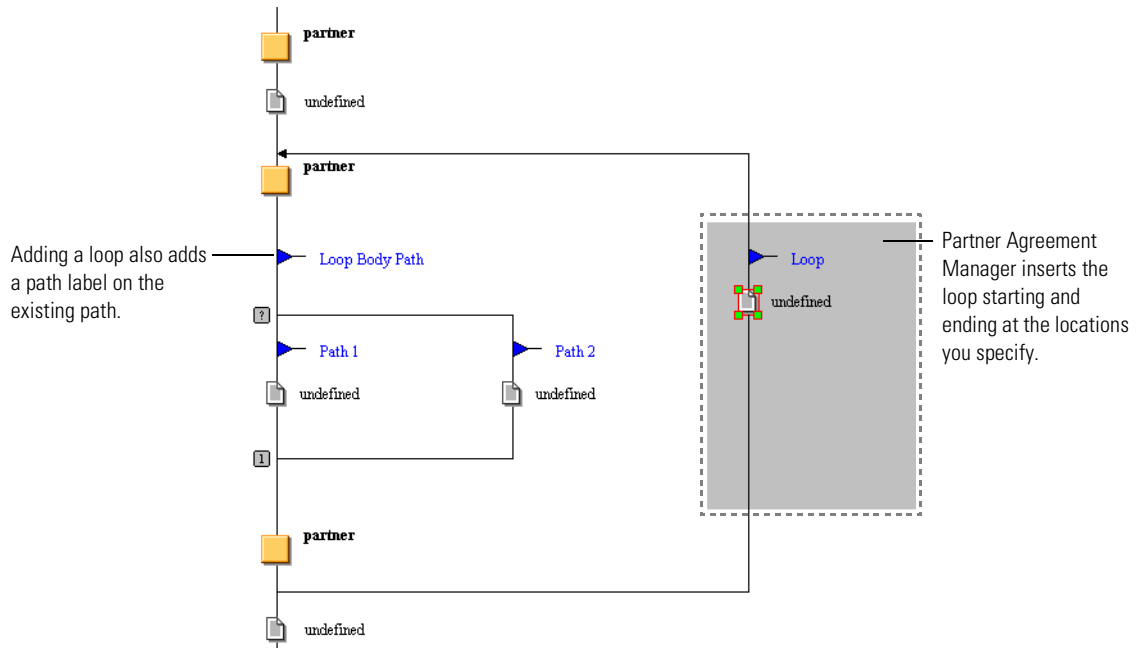 partner
undefined
partner
Adding a loop also adds
a path label on the
existing path.
Loop Body Path
Loop
undefined
Partner Agreement
Manager inserts the
loop starting and
ending at the locations
you specify.
?
Path 1
Path 2
undefined
undefined
1
partner
undefined